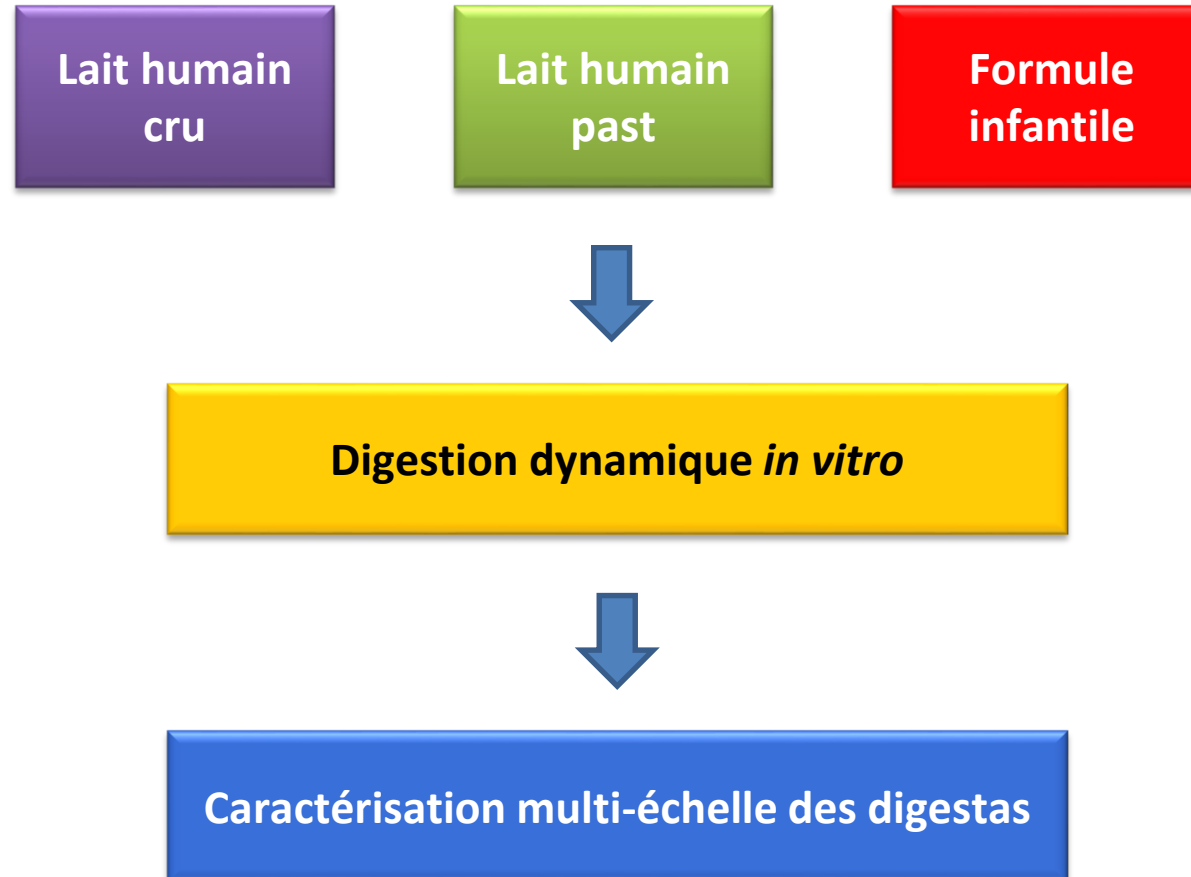 Lait humain
cru
Lait humain
past
Formule
infantile
Digestion dynamique in vitro
Caractérisation multi-échelle des digestas